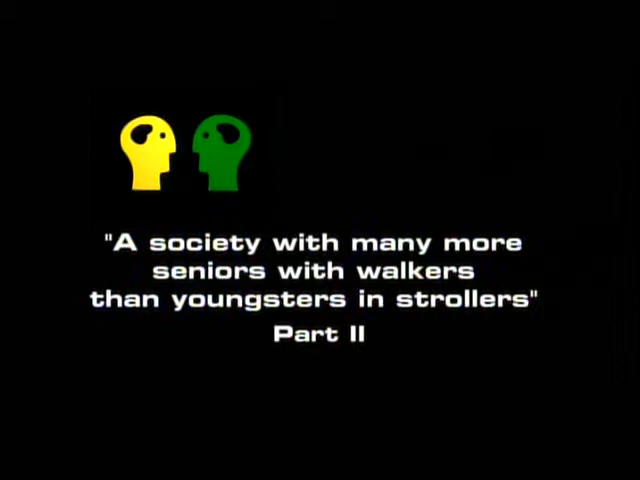 "A society with many more
seniors with walkers
than youngsters in strollers"
Part II